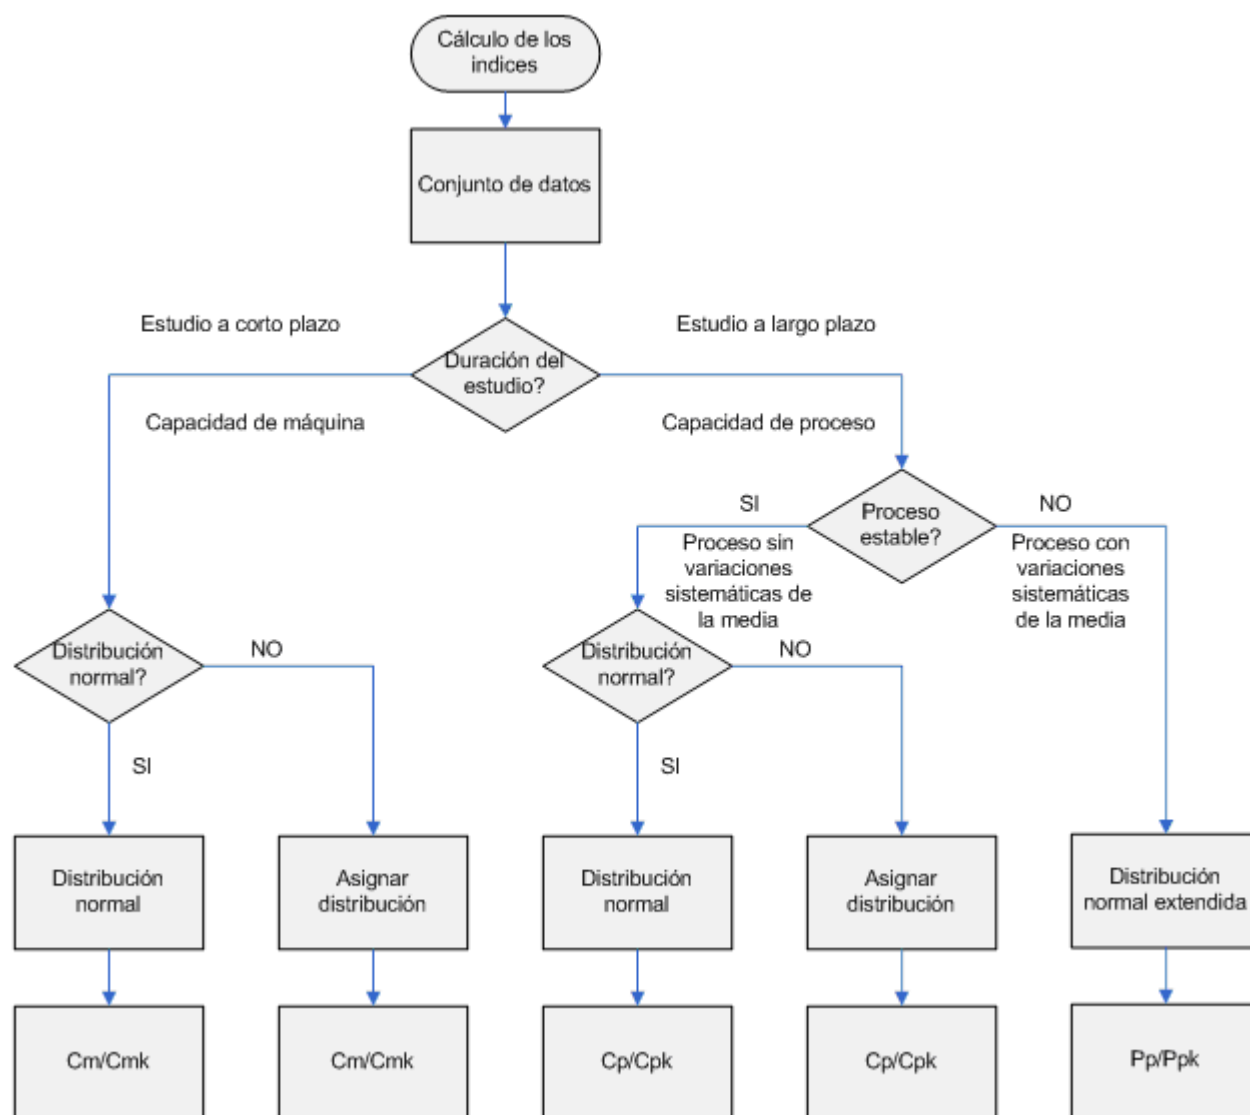 Cálculo de los
indices
Conjunto de datos
Estudio a corto plazo
Estudio a largo plazo
Duración del
estudio?
Capacidad de máquina
Capacidad de proceso
SI
Proceso
estable?
NO
Proceso sin
variaciones
sistemáticas de
la media
Proceso con
variaciones
sistemáticas
de la media
Distribución
normal?
NO
Distribución
normal?
NO
SI
SI
Distribución
normal
Asignar
distribución
Distribución
normal
Asignar
distribución
Distribución
normal extendida
Cm/Cmk
Cm/Cmk
Cp/Cpk
Cp/Cpk
Pp/Ppk